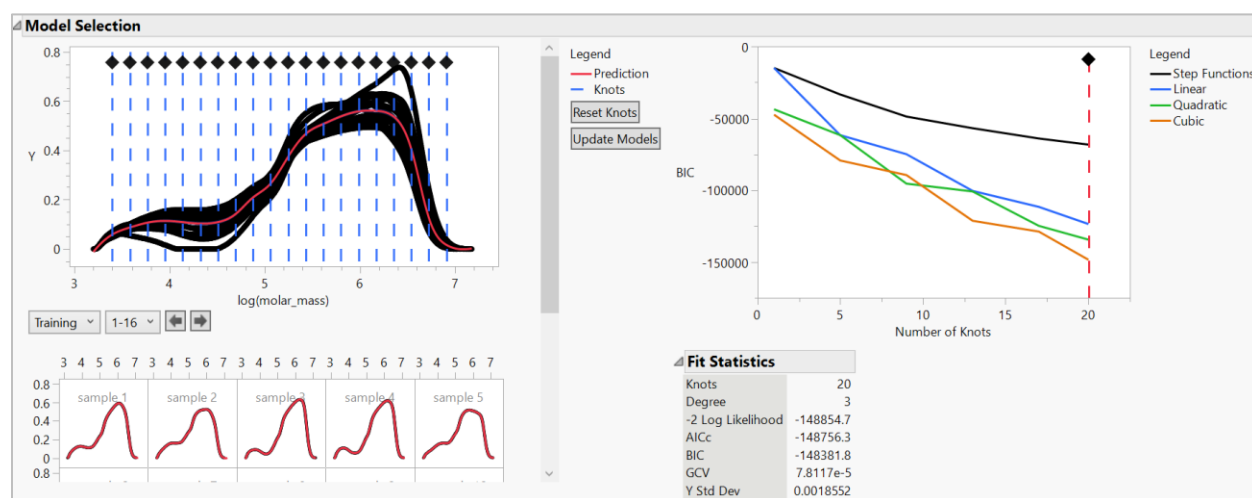 Model Selection
0.8
0.6
0.4
0.2
0
Y
3 4 5 6 7
log(molar_mass)
Legend
Prediction
Knots
Reset Knots
Update Models
Training 1-16
3 4 5 6 7 3 4 5 6 7 3 4 5 6 7 3 4 5 6 7 3 4 5 6 7
0.8
0.6
0.4
0.2
0
0.8
sample 1 sample 2 sample 3 sample 4 sample 5
0
-50000
-100000
-150000
BIC
0 5 10 15 20
Number of Knots
Legend
Step Functions
Linear
Quadratic
Cubic
Fit Statistics
Knots 20
Degree 3
-2 Log Likelihood -148854.7
AICc -148756.3
BIC -148381.8
GCV 7.8117e-5
Y Std Dev 0.0018552